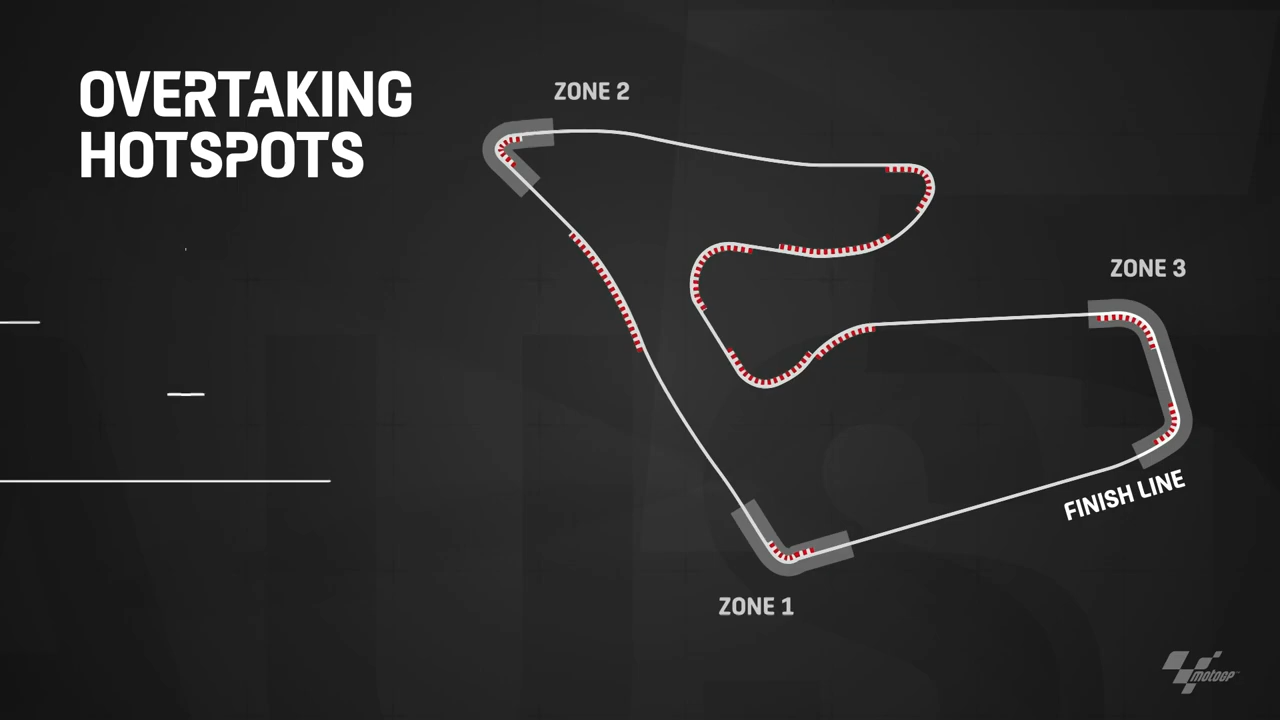 OVERTAKING
HOTSPOTS
ZONE 2
ZONE 3
FINISH LINE
ZONE 1
motoGP